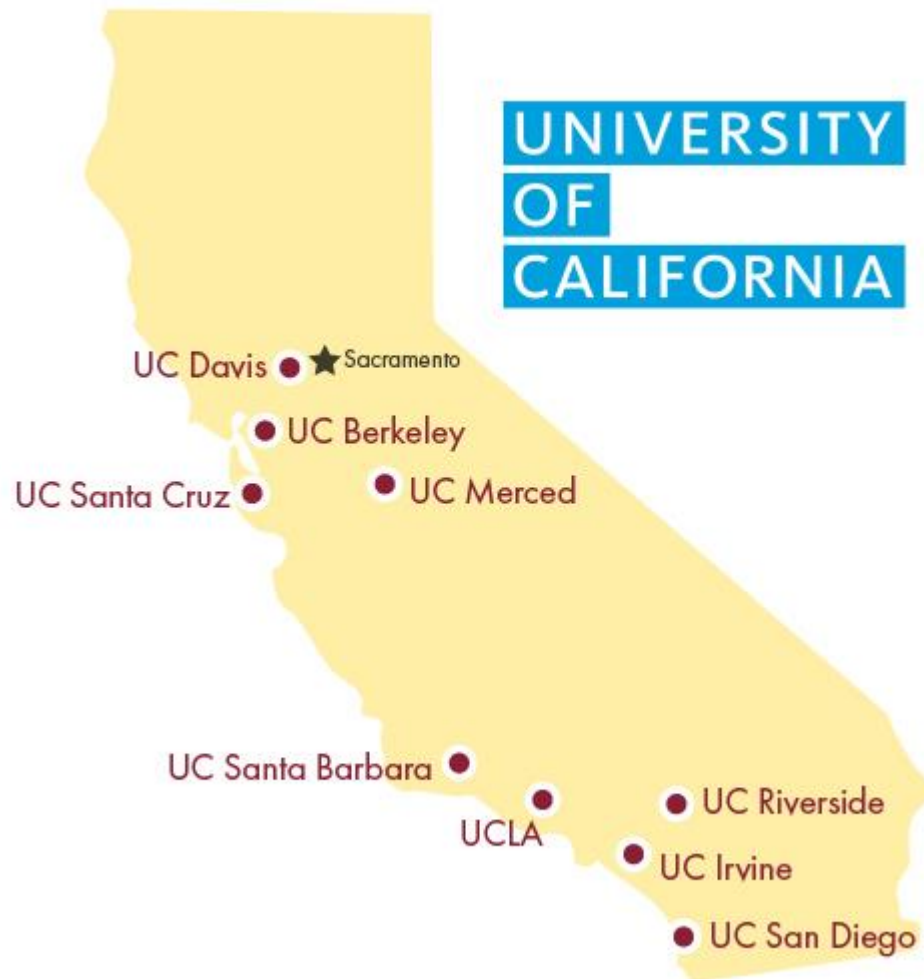 UNIVERSITY
OF
CALIFORNIA
UC Davis
Sacramento
UC Berkeley
UC Santa Cruz
UC Merced
UC Santa Barbara
UCLA
UC Riverside
UC Irvine
UC San Diego